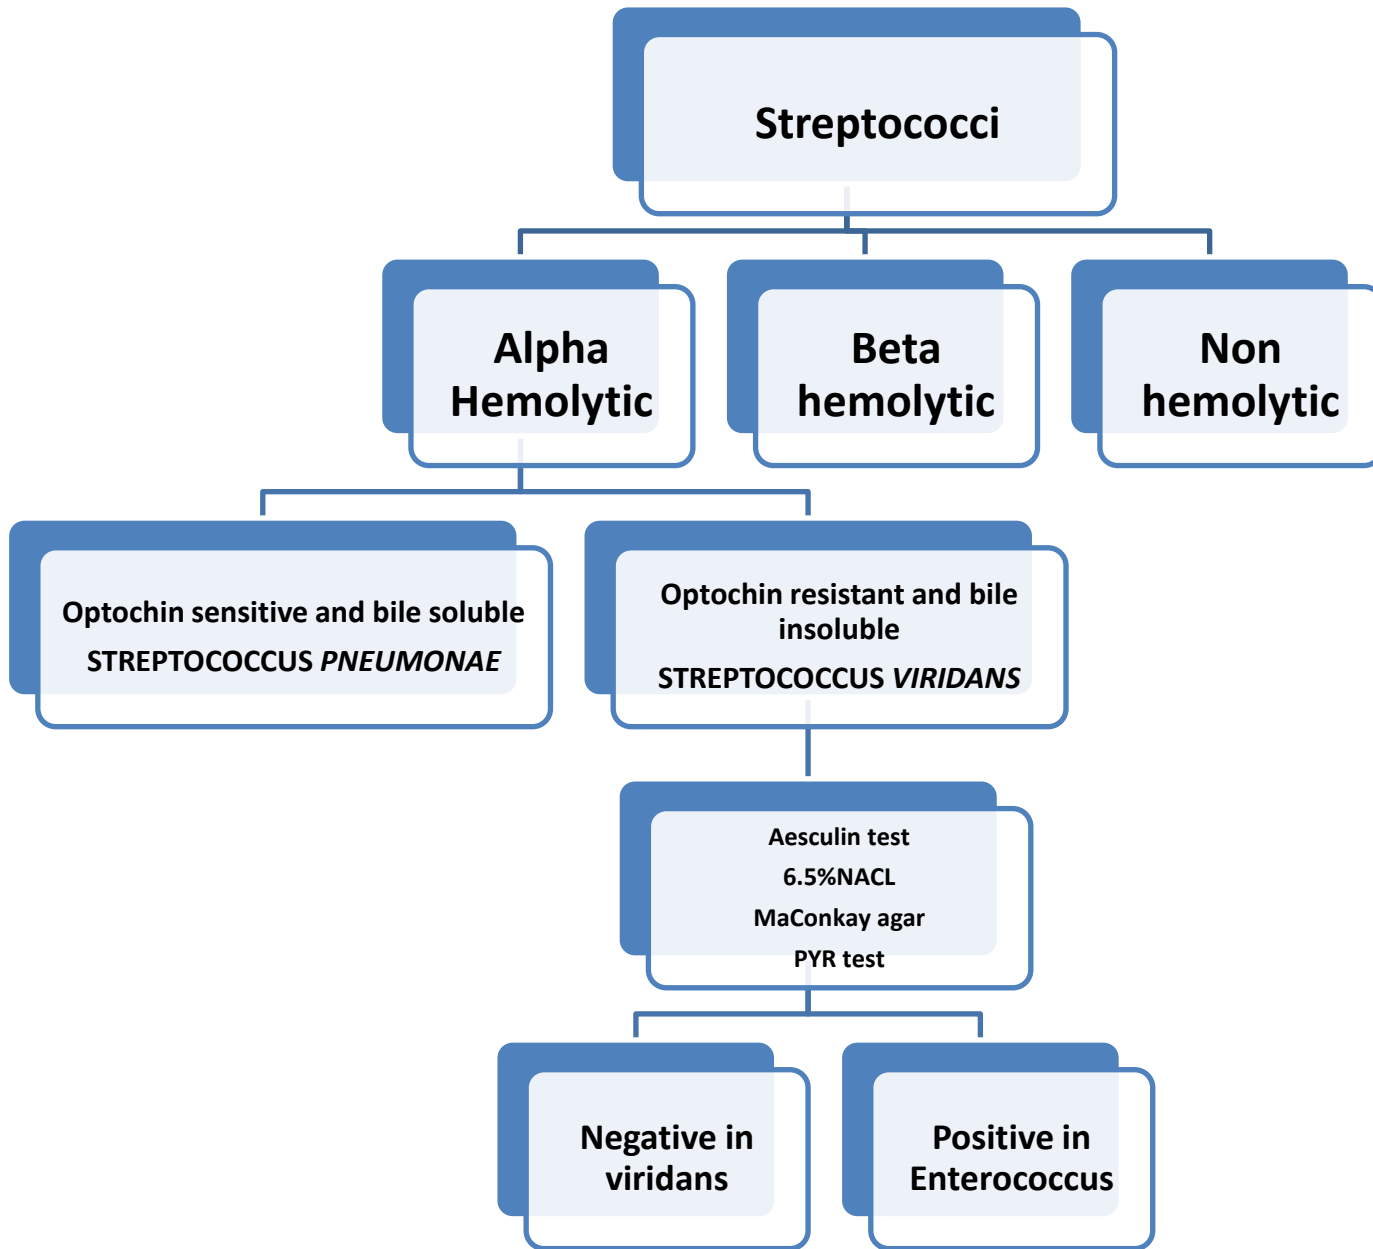 Streptococci
Alpha
Hemolytic
Beta
hemolytic
Non
hemolytic
Optochin sensitive and bile soluble
STREPTOCOCCUS PNEUMONAE
Optochin resistant and bile
insoluble
STREPTOCOCCUS VIRIDANS
Aesculin test
6.5%NACL
MaConkay agar
PYR test
Negative in
viridans
Positive in
Enterococcus